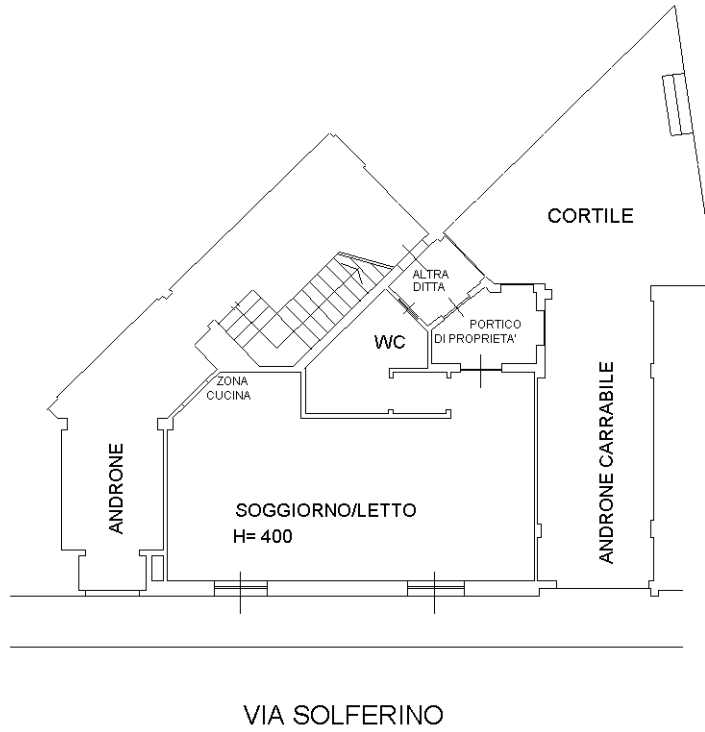 CORTILE
ALTRA
DITTA
PORTICO
DI PROPRIETA'
WC
ZONA
CUCINA
ANDRONE
ANDRONE CARRABILE
SOGGIORNO/LETTO
H= 400
VIA SOLFERINO